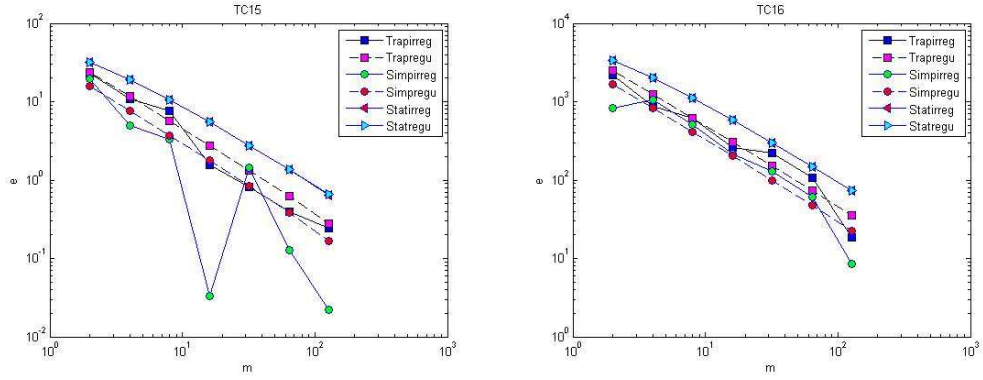 TC15
10^2
10^1
10^0
10^-1
10^-2
e
10^0
10^1
10^2
10^3
m
Trapirreg
Trapregu
Simpirreg
Simpregu
Statirreg
Statregu
TC16
10^4
10^3
10^2
10^1
10^0
e
10^0
10^1
10^2
10^3
m
Trapirreg
Trapregu
Simpirreg
Simpregu
Statirreg
Statregu